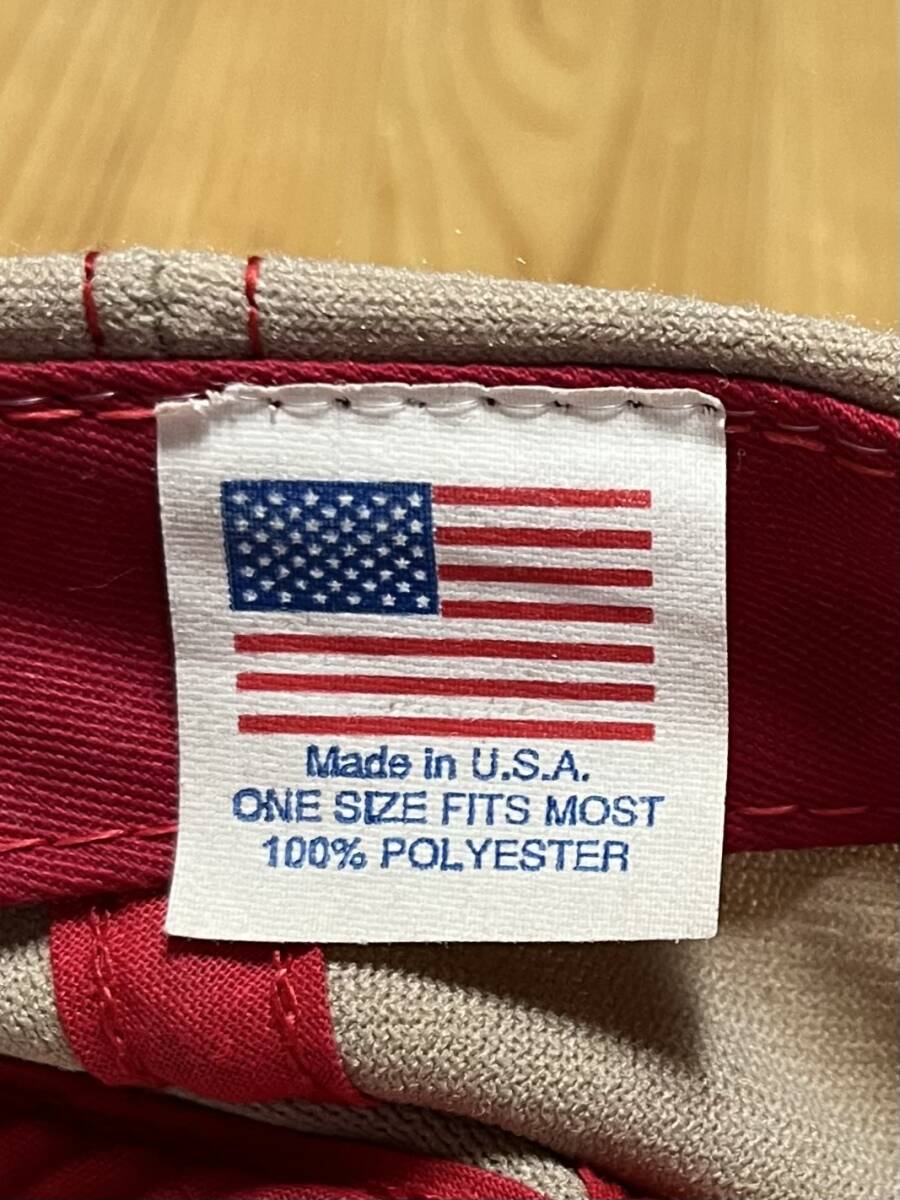 Made in U.S.A.
ONE SIZE FITS MOST
100% POLYESTER